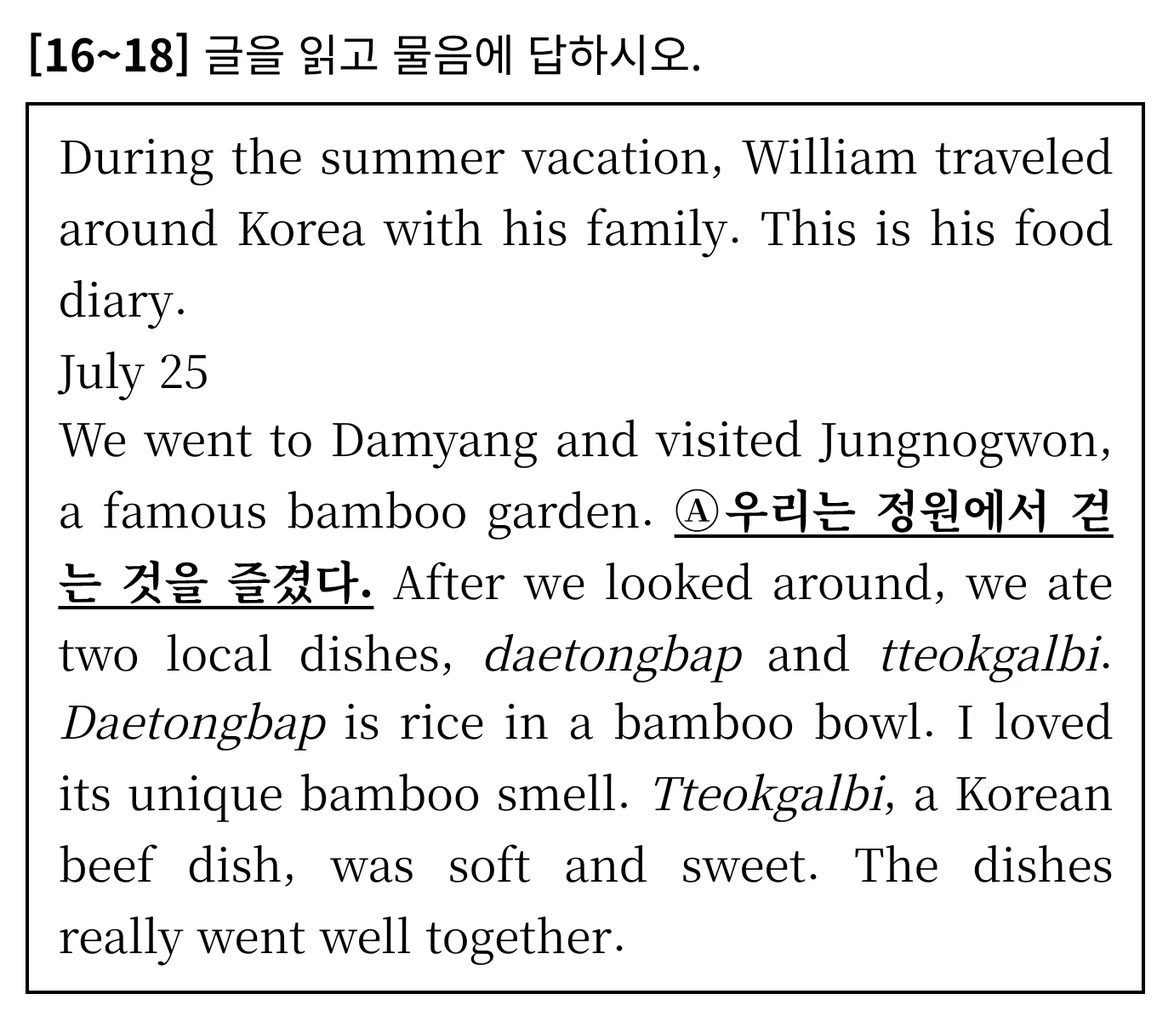 [16~18] 글을 읽고 물음에 답하시오.
During the summer vacation, William traveled
around Korea with his family. This is his food
diary.
July 25
We went to Damyang and visited Jungnogwon,
a famous bamboo garden. Ⓐ우리는 정원에서 걷
는 것을 즐겼다. After we looked around, we ate
two local dishes, daetongbap and tteokgalbi.
Daetongbap is rice in a bamboo bowl. I loved
its unique bamboo smell. Tteokgalbi, a Korean
beef dish, was soft and sweet. The dishes
really went well together.